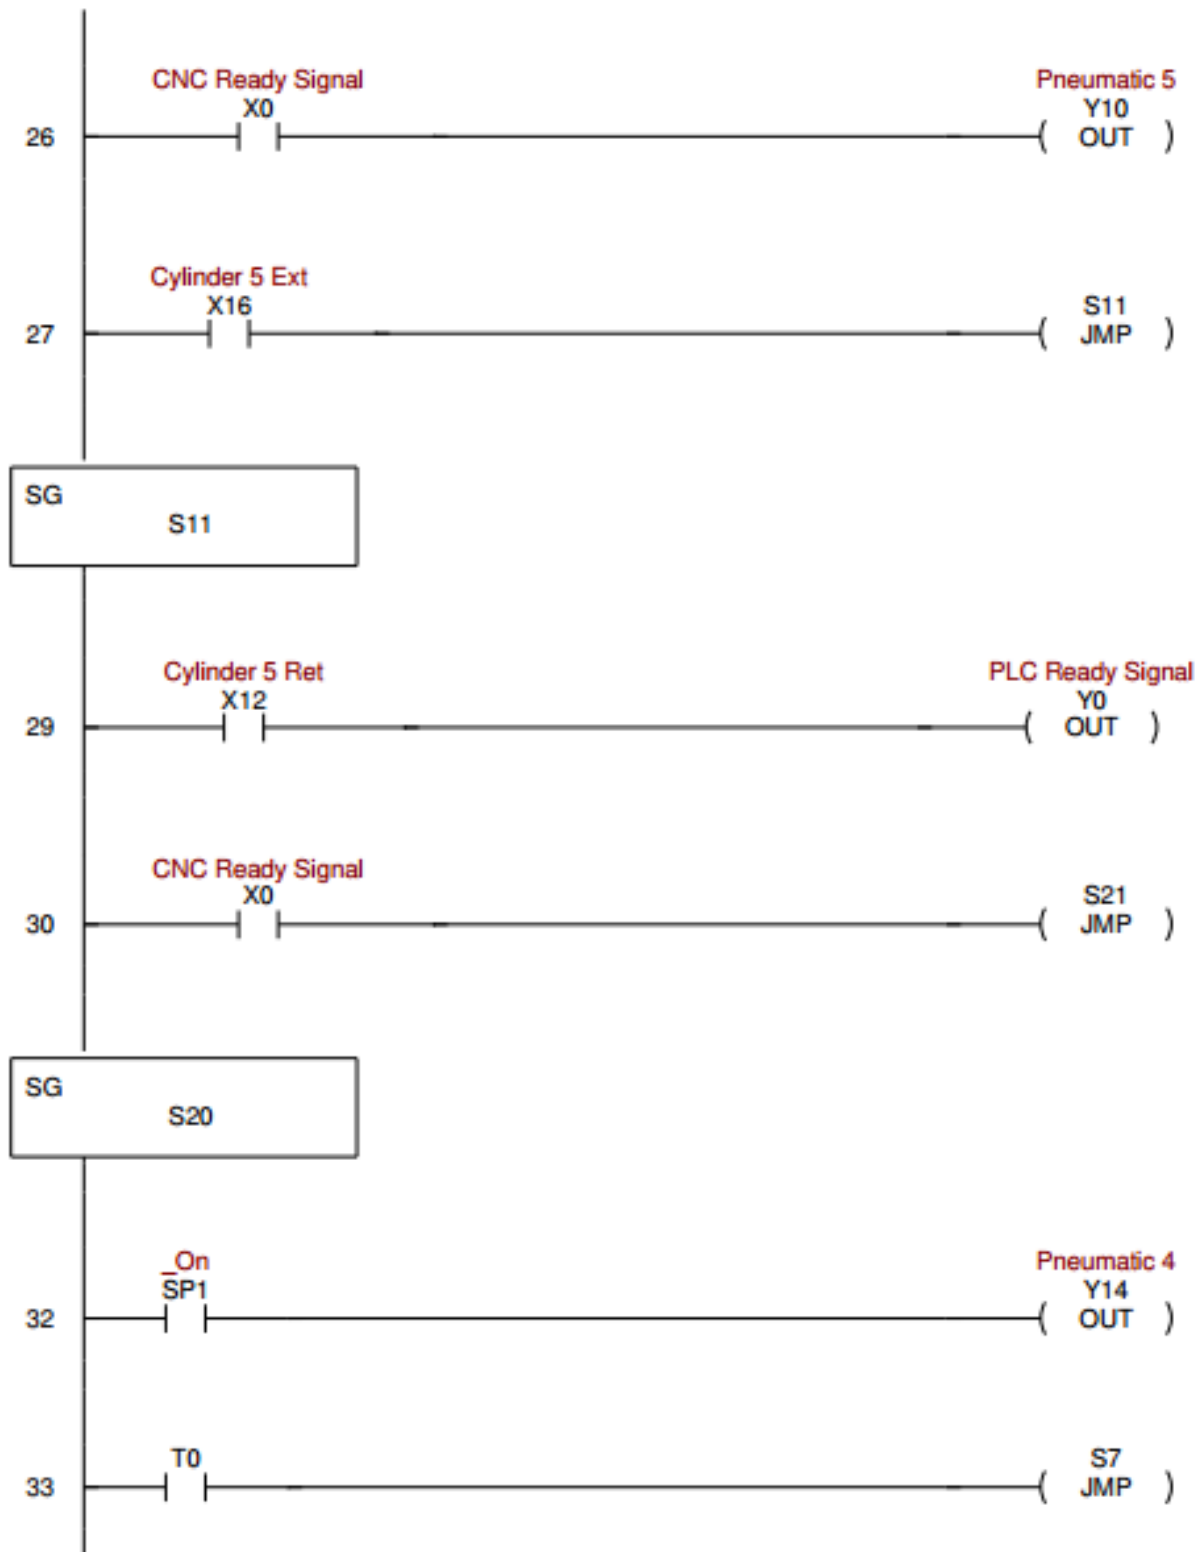 CNC Ready Signal Pneumatic 5
X0 Y10
26 OUT
Cylinder 5 Ext
X16 S11
27 JMP
SG
S11
Cylinder 5 Ret PLC Ready Signal
X12 Y0
29 OUT
CNC Ready Signal
X0 S21
30 JMP
SG
S20
_On Pneumatic 4
SP1 Y14
32 OUT
T0 S7
33 JMP